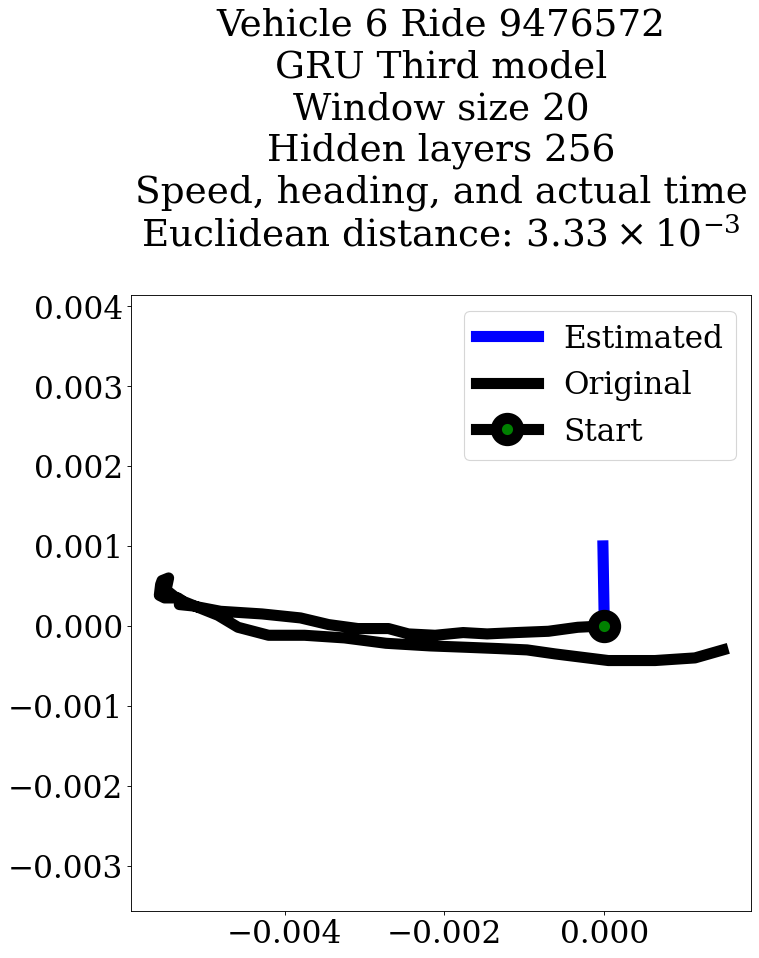 Vehicle 6 Ride 9476572
GRU Third model
Window size 20
Hidden layers 256
Speed, heading, and actual time
Euclidean distance: 3.33 × 10⁻³
0.004
0.003
0.002
0.001
0.000
−0.001
−0.002
−0.003
Estimated
Original
Start
−0.004 −0.002 0.000